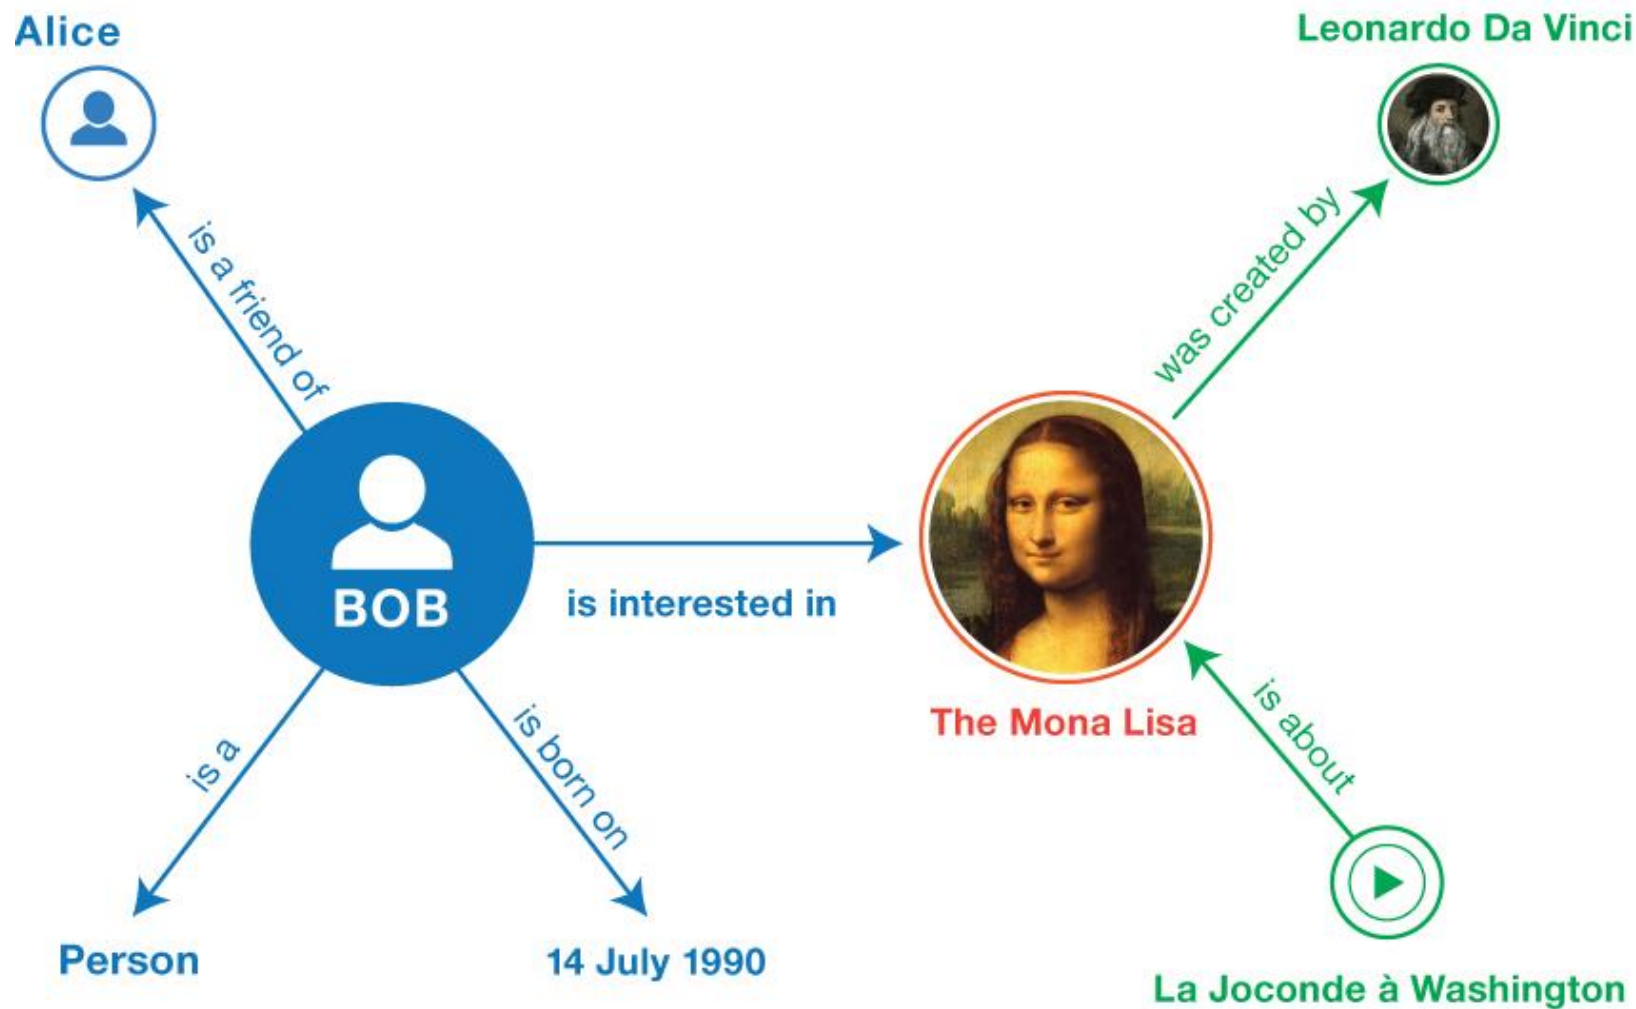 Alice
Leonardo Da Vinci
is a friend of
was created by
BOB
is interested in
The Mona Lisa
is a
is born on
is about
Person
14 July 1990
La Joconde à Washington